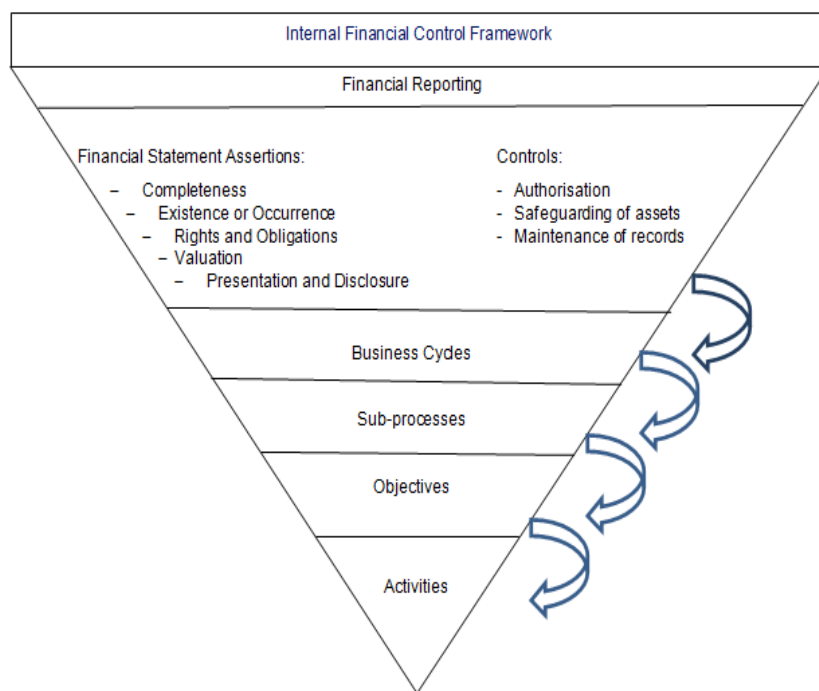 Internal Financial Control Framework
Financial Reporting
Financial Statement Assertions:
– Completeness
– Existence or Occurrence
– Rights and Obligations
– Valuation
– Presentation and Disclosure
Controls:
- Authorisation
- Safeguarding of assets
- Maintenance of records
Business Cycles
Sub-processes
Objectives
Activities